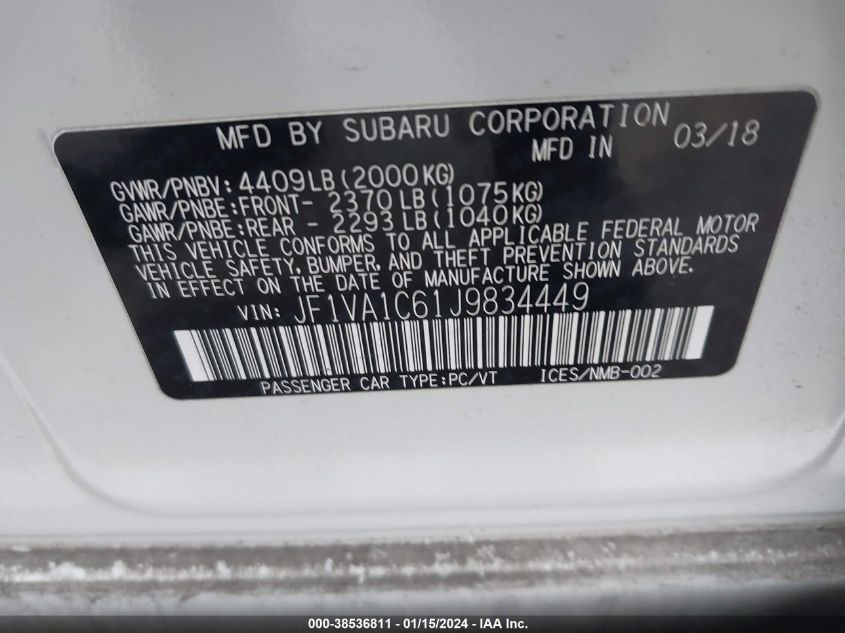 MFD BY SUBARU CORPORATION
MFD IN 03/18
GVWR/PNBV: 4409LB(2000KG)
GAWR/PNBE:FRONT- 2370LB(1075KG)
GAWR/PNBE:REAR - 2293LB(1040KG)
THIS VEHICLE CONFORMS TO ALL APPLICABLE FEDERAL MOTOR
VEHICLE SAFETY, BUMPER, AND THEFT PREVENTION STANDARDS
IN EFFECT ON THE DATE OF MANUFACTURE SHOWN ABOVE.
VIN: JF1VA1C61J9834449
PASSENGER CAR TYPE:PC/VT ICES/NMB-002
000-38536811 - 01/15/2024 - IAA Inc.